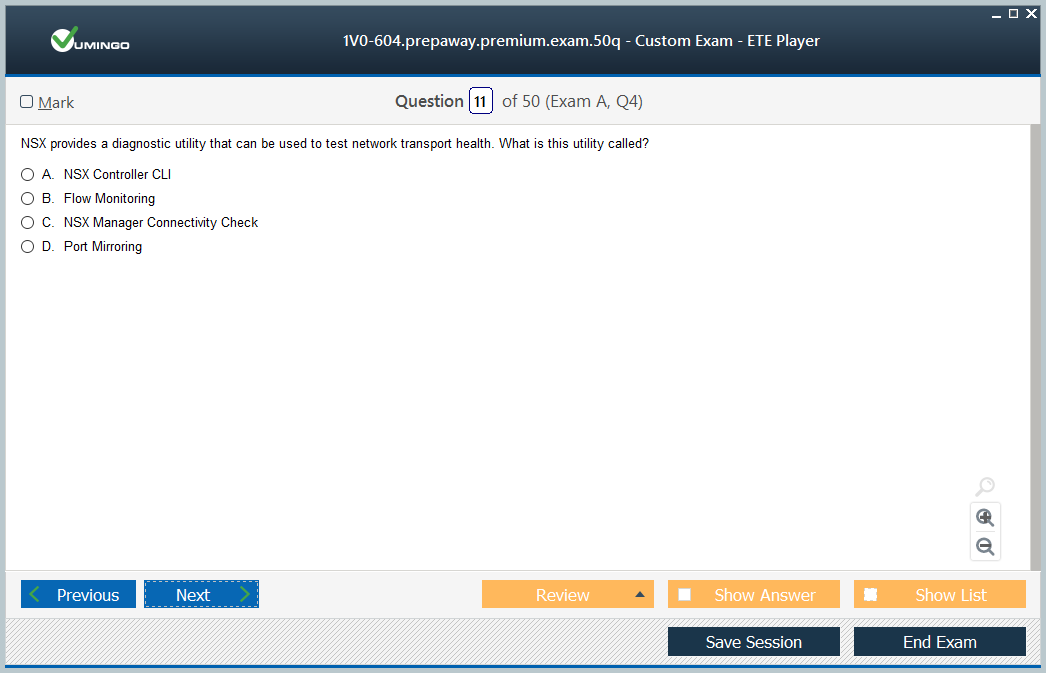 VUMINGO
1V0-604.prepaway.premium.exam.50q - Custom Exam - ETE Player
Mark
Question 11 of 50 (Exam A, Q4)
NSX provides a diagnostic utility that can be used to test network transport health. What is this utility called?
A. NSX Controller CLI
B. Flow Monitoring
C. NSX Manager Connectivity Check
D. Port Mirroring
Previous
Next
Review
Show Answer
Show List
Save Session
End Exam